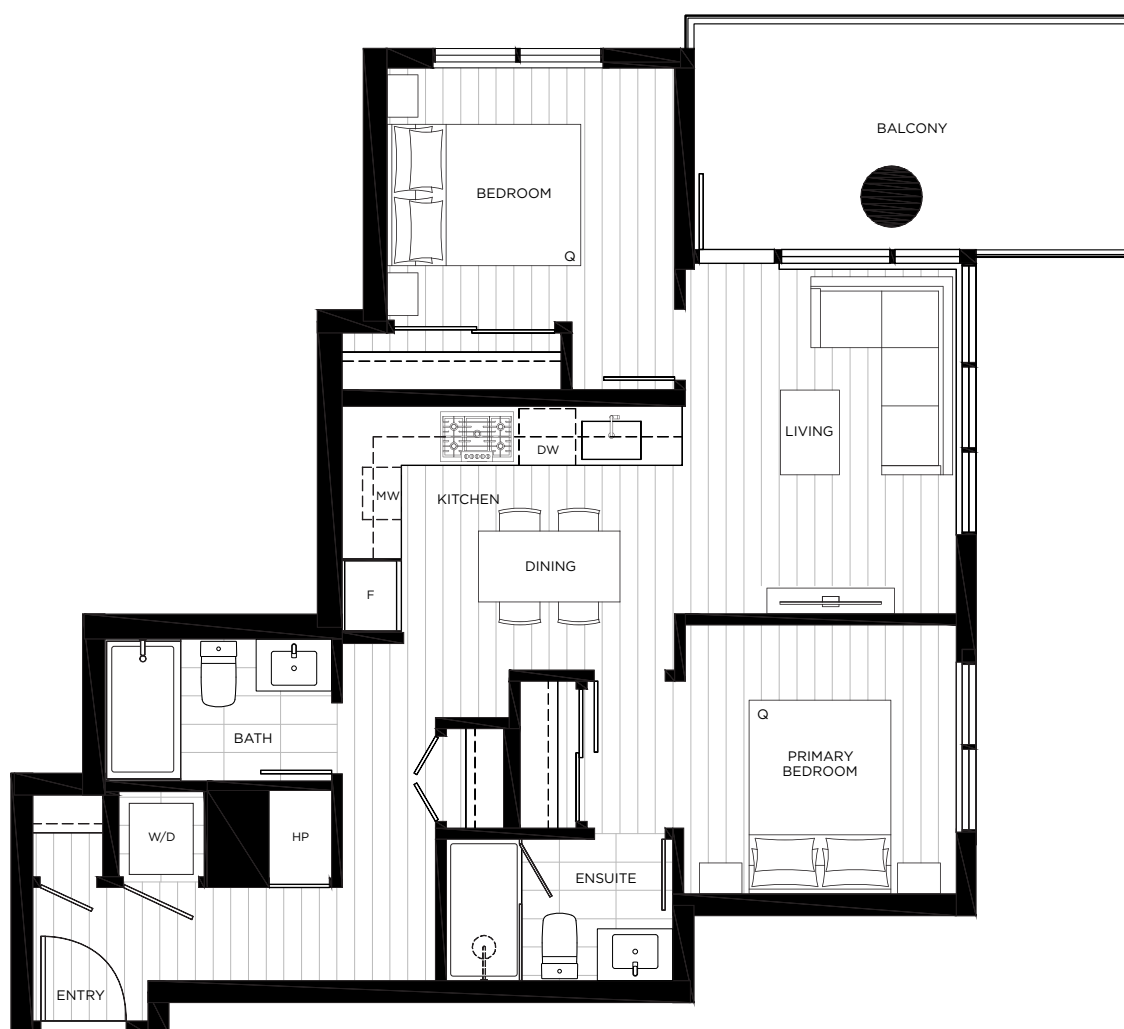 BALCONY
BEDROOM
Q
LIVING
DW
MW
KITCHEN
DINING
F
Q
BATH
PRIMARY
BEDROOM
W/D
HP
ENSUITE
ENTRY